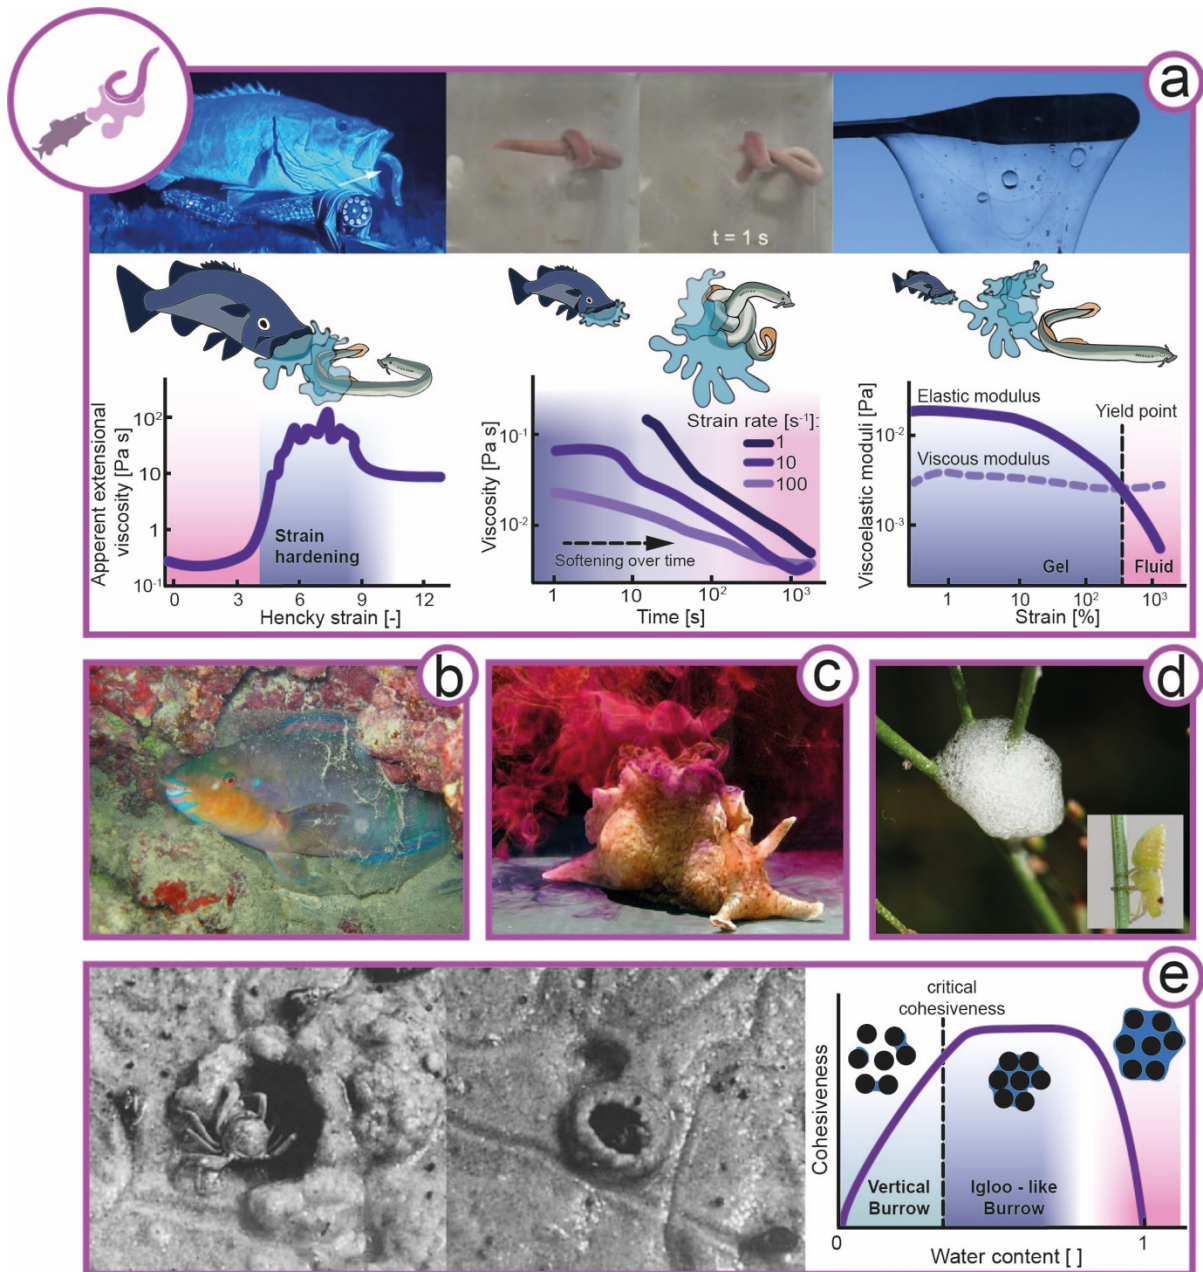 a
t = 1 s
Apperent extensional
viscosity [Pa s]
10²
10
1
10⁻¹
Strain
hardening
0 3 6 9 12
Hencky strain [-]
Viscosity [Pa s]
10⁻¹
10⁻²
Strain rate [s⁻¹]:
1
10
100
Softening over time
1 10 10² 10³
Time [s]
Viscoelastic moduli [Pa]
10⁻²
10⁻³
Elastic modulus
Yield point
Viscous modulus
Gel
Fluid
1 10 10² 10³
Strain [%]
b
c
d
e
critical
cohesiveness
Cohesiveness
Vertical
Burrow
Igloo - like
Burrow
0 1
Water content [ ]